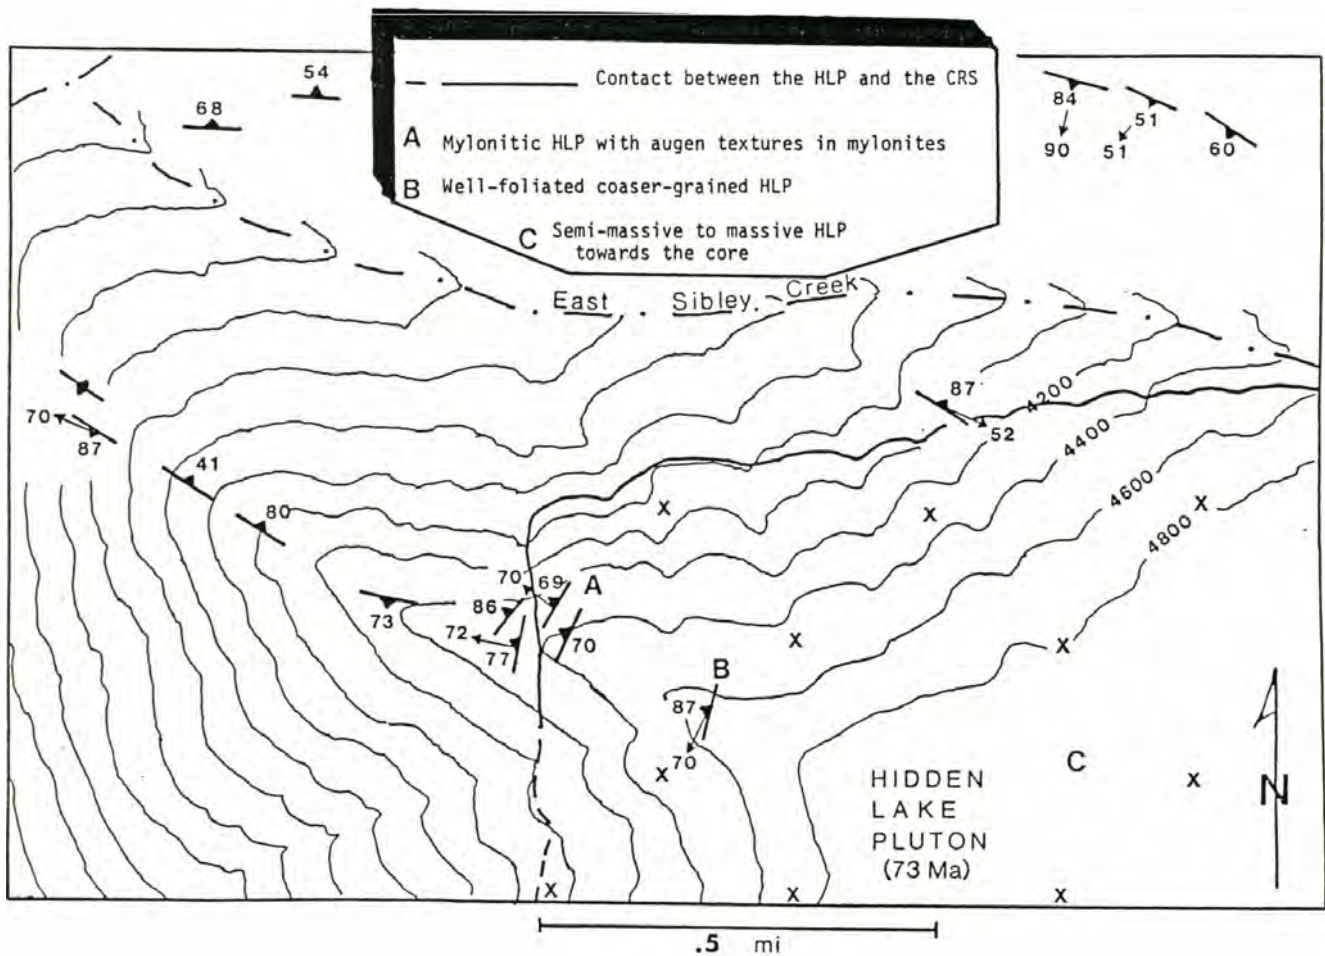 54
68
Contact between the HLP and the CRS
A Mylonitic HLP with augen textures in mylonites
B Well-foliated coaser-grained HLP
C Semi-massive to massive HLP
towards the core
84
51
90
51
60
East Sibley Creek
70
87
41
80
87
52
4200
4400
4600
4800
X
X
X
70
69
A
86
73
72
77
70
X
X
B
87
70
X
C
X
HIDDEN
LAKE
PLUTON
(73 Ma)
N
X
X
X
.5 mi